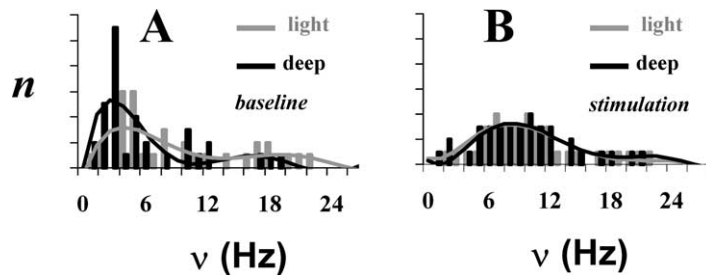 A
light
deep
baseline
n
0 6 12 18 24
ν (Hz)
B
light
deep
stimulation
0 6 12 18 24
ν (Hz)